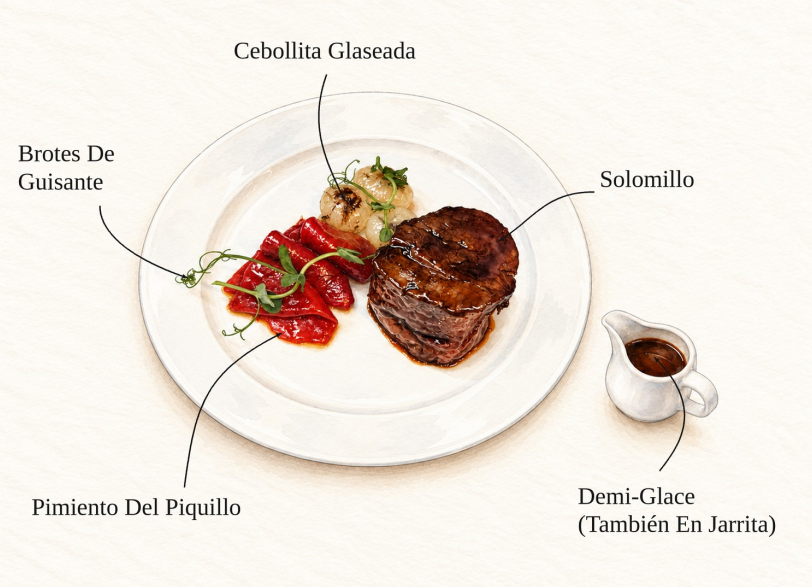 Cebollita Glaseada
Brotes De
Guisante
Solomillo
Pimiento Del Piquillo
Demi-Glace
(También En Jarrita)